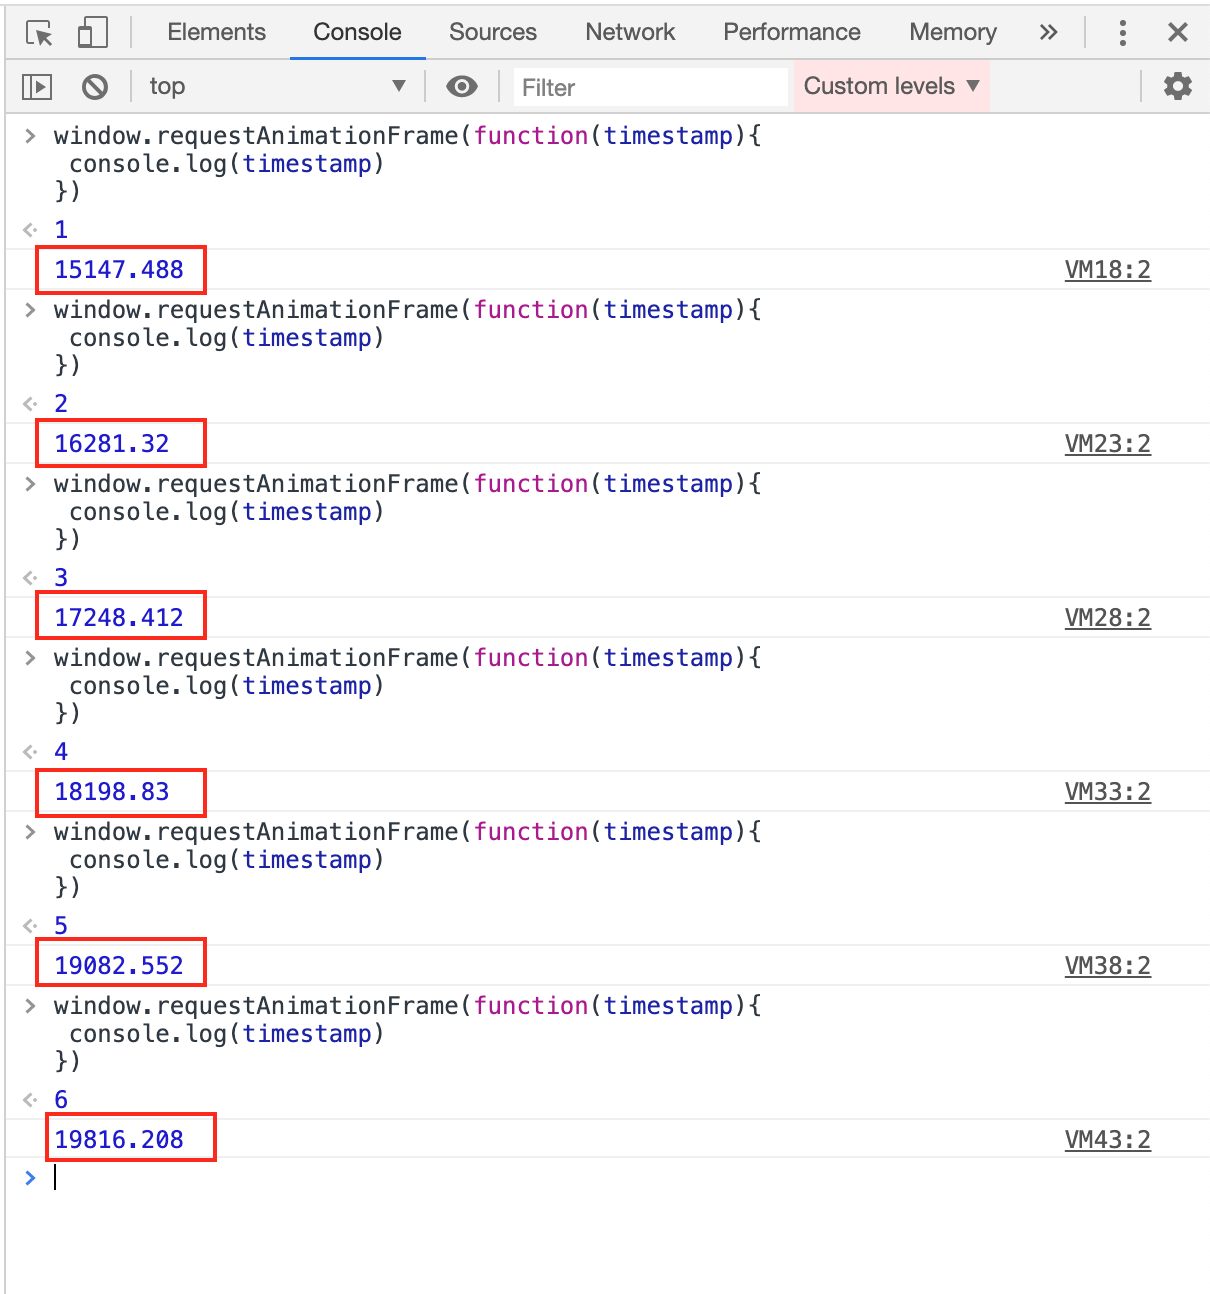 Elements Console Sources Network Performance Memory »
top ▼ Filter Custom levels ▼
> window.requestAnimationFrame(function(timestamp){
console.log(timestamp)
})
1
15147.488 VM18:2
> window.requestAnimationFrame(function(timestamp){
console.log(timestamp)
})
2
16281.32 VM23:2
> window.requestAnimationFrame(function(timestamp){
console.log(timestamp)
})
3
17248.412 VM28:2
> window.requestAnimationFrame(function(timestamp){
console.log(timestamp)
})
4
18198.83 VM33:2
> window.requestAnimationFrame(function(timestamp){
console.log(timestamp)
})
5
19082.552 VM38:2
> window.requestAnimationFrame(function(timestamp){
console.log(timestamp)
})
6
19816.208 VM43:2
>